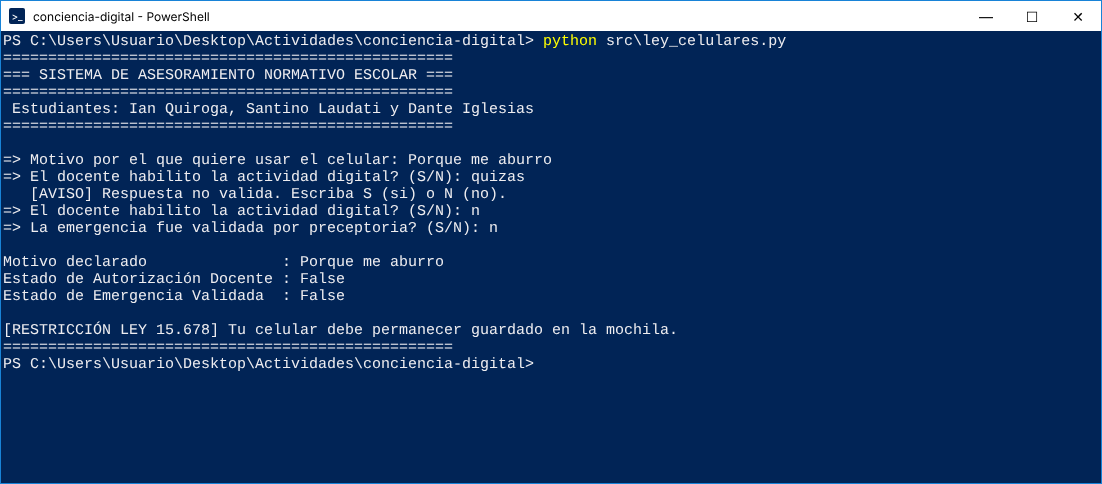 conciencia-digital - PowerShell
PS C:\Users\Usuario\Desktop\Actividades\conciencia-digital> python src\ley_celulares.py
==================================================
=== SISTEMA DE ASESORAMIENTO NORMATIVO ESCOLAR ===
==================================================
 Estudiantes: Ian Quiroga, Santino Laudati y Dante Iglesias
==================================================

=> Motivo por el que quiere usar el celular: Porque me aburro
=> El docente habilito la actividad digital? (S/N): quizas
   [AVISO] Respuesta no valida. Escriba S (si) o N (no).
=> El docente habilito la actividad digital? (S/N): n
=> La emergencia fue validada por preceptoria? (S/N): n

Motivo declarado               : Porque me aburro
Estado de Autorización Docente : False
Estado de Emergencia Validada  : False

[RESTRICCIÓN LEY 15.678] Tu celular debe permanecer guardado en la mochila.
==================================================
PS C:\Users\Usuario\Desktop\Actividades\conciencia-digital>